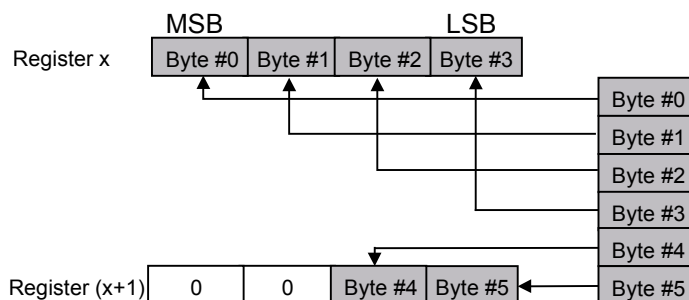 MSB LSB
Register x Byte #0 Byte #1 Byte #2 Byte #3
Byte #0
Byte #1
Byte #2
Byte #3
Byte #4
Register (x+1) 0 0 Byte #4 Byte #5 Byte #5